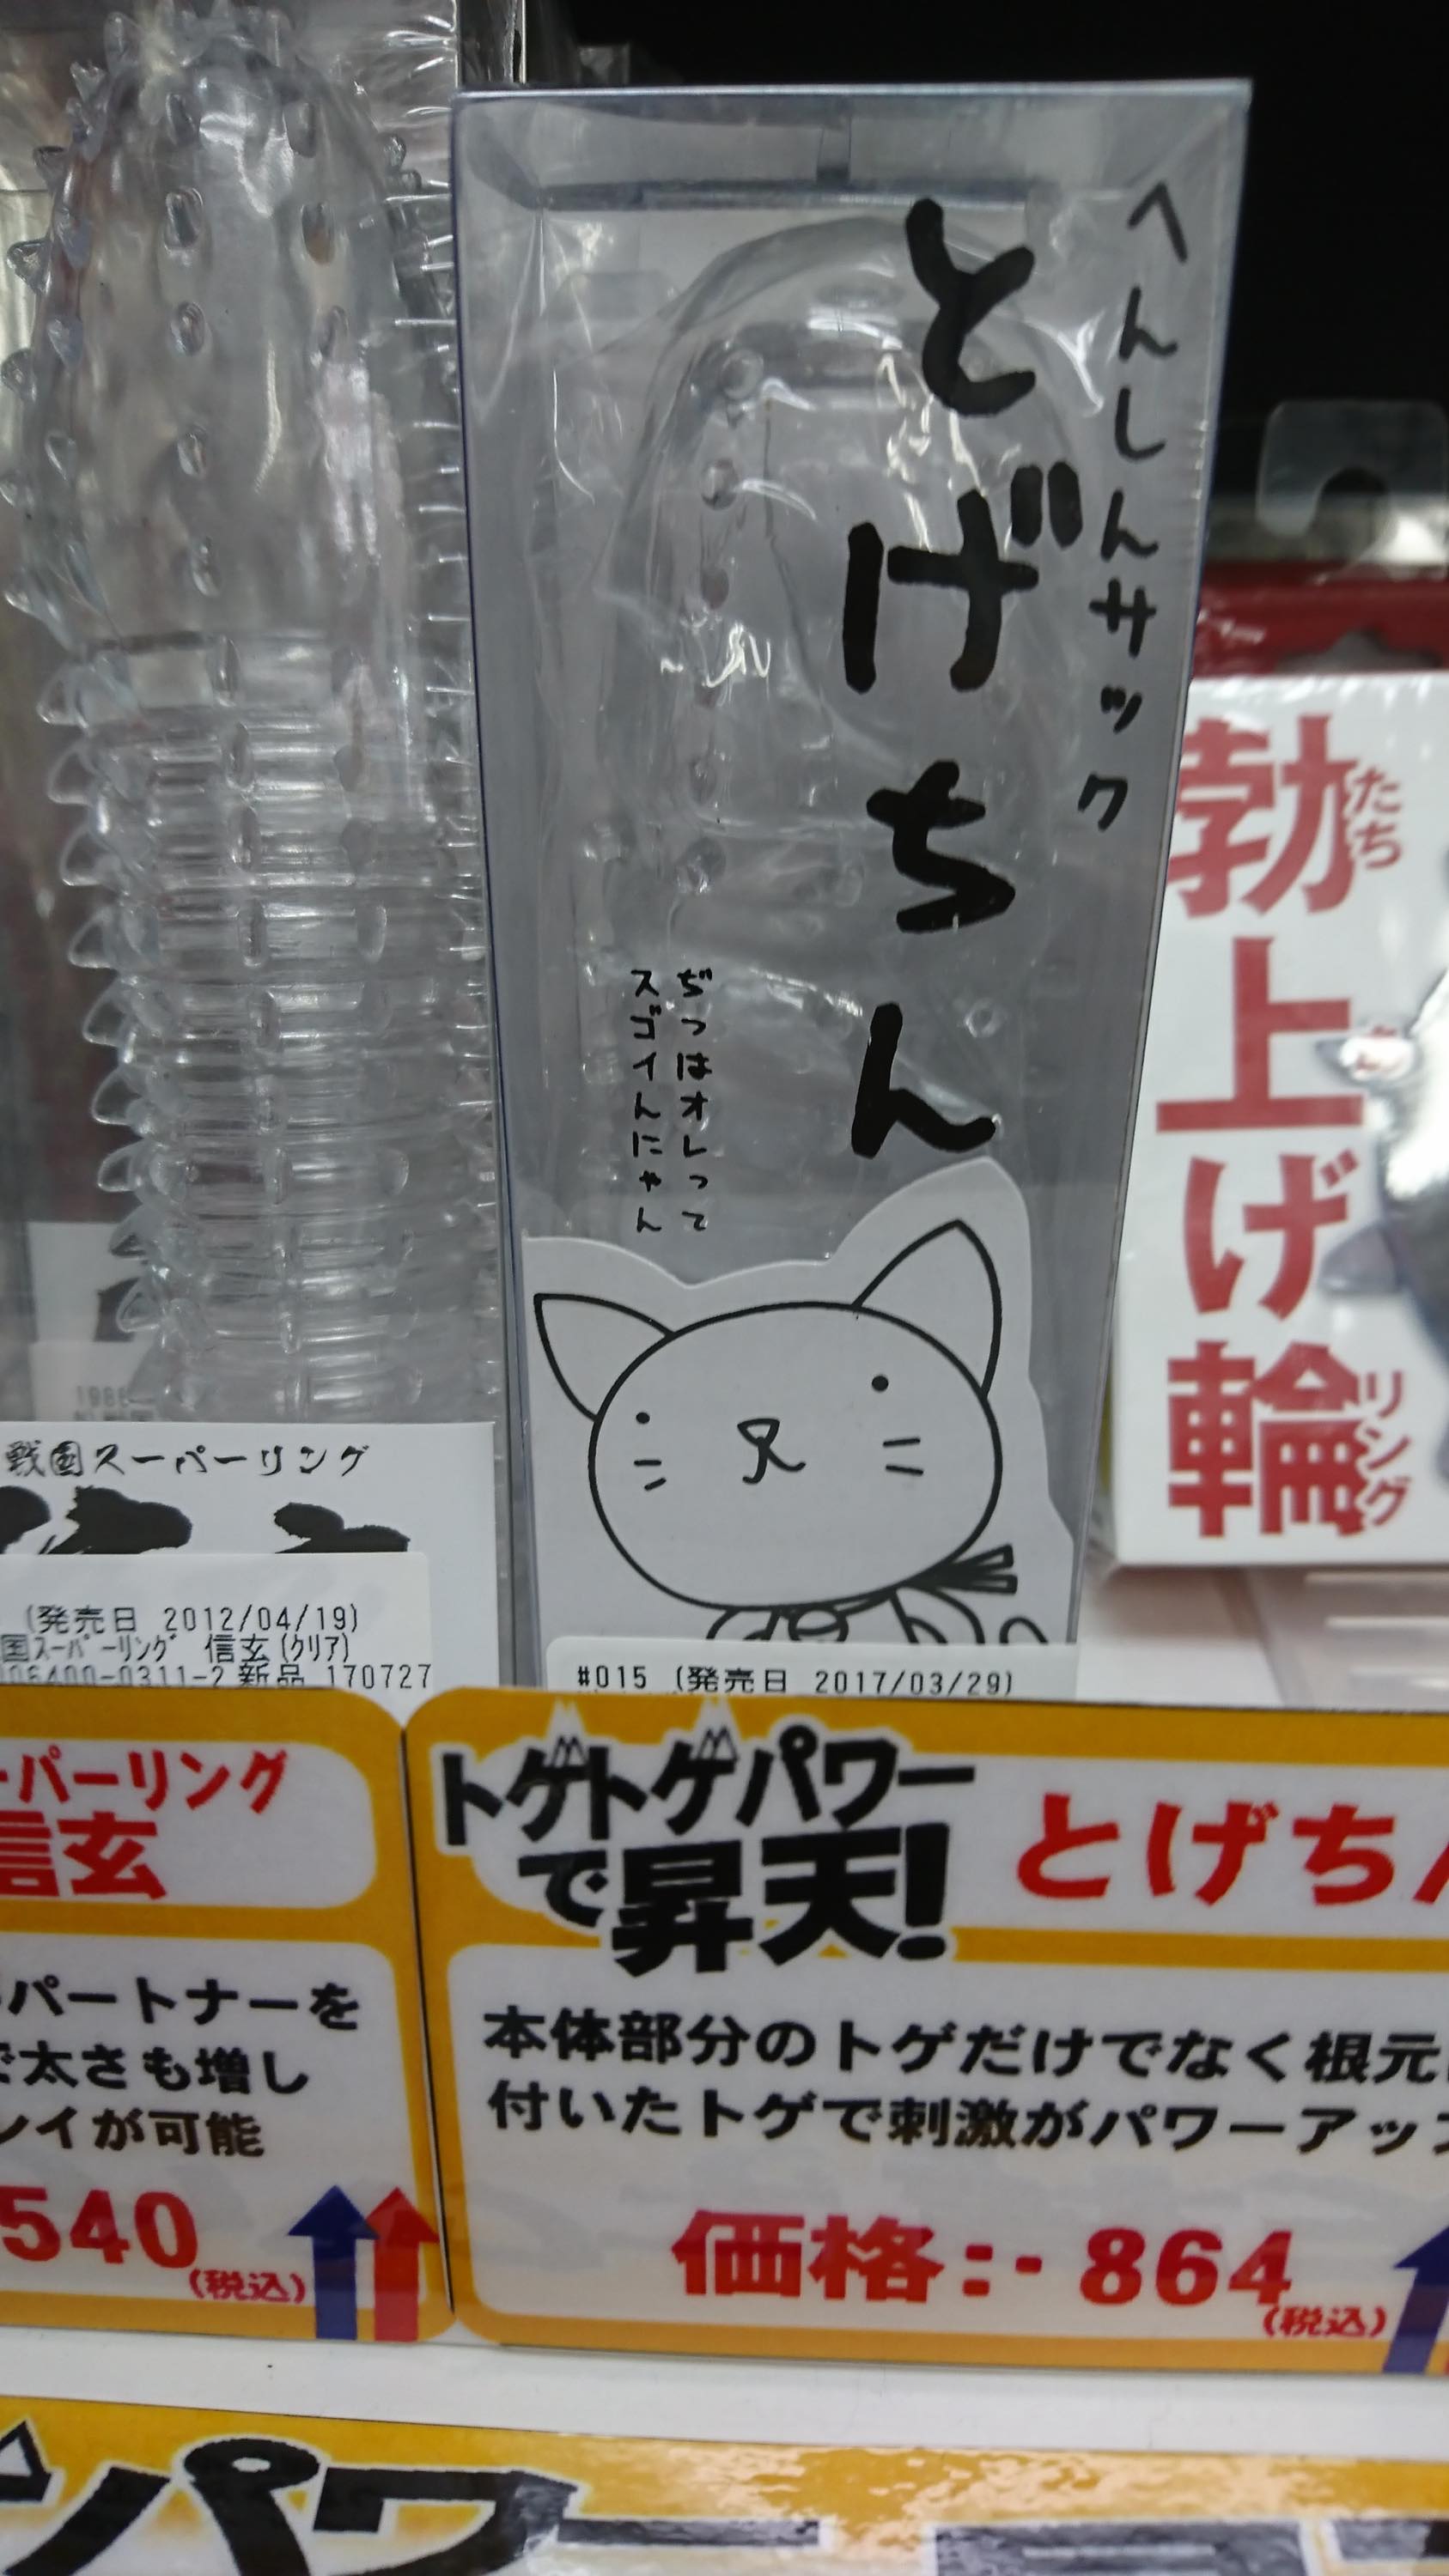 へんしんサック
とげちん
ぢつはオレって
スゴイんにゃん
勃上げ輪
たち
リング
戦国スーパーリング
(発売日 2012/04/19)
国スーパーリング 信玄(クリア)
06400-0311-2 新品 170727
#015 (発売日 2017/03/29)
ーパーリング
信玄
パートナーを
で太さも増し
レイが可能
540
(税込)
トゲトゲパワー
で昇天!
とげち
本体部分のトゲだけでなく根元
付いたトゲで刺激がパワーアッ
価格:- 864
(税込)
パワー